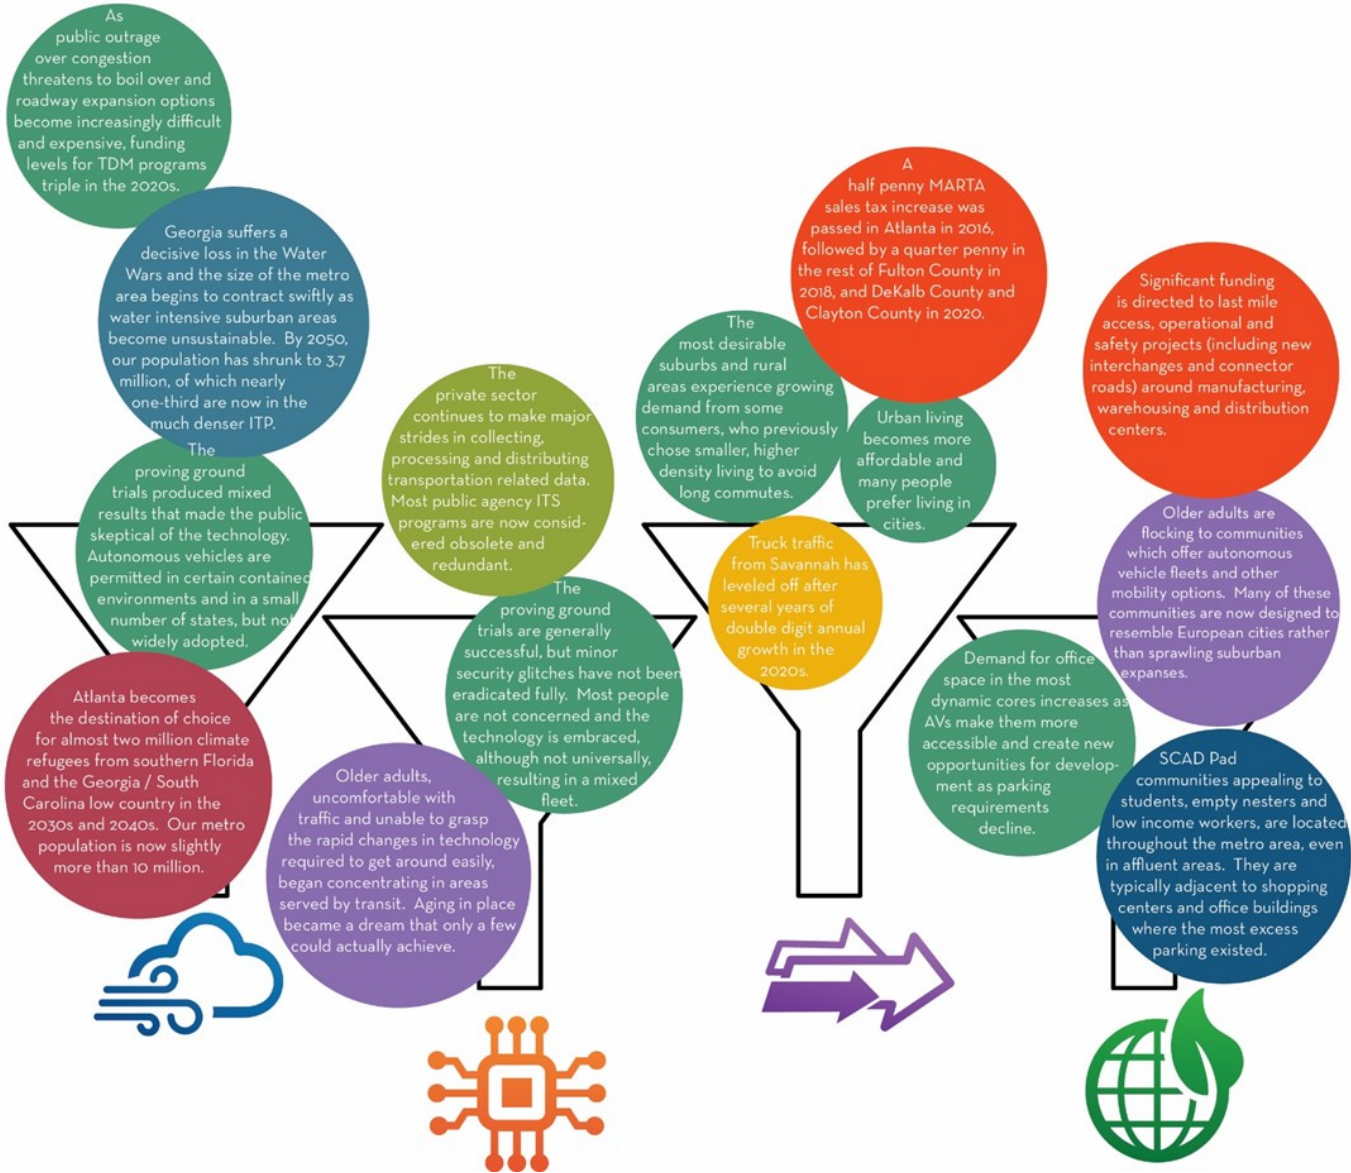 As
public outrage
over congestion
threatens to boil over and
roadway expansion options
become increasingly difficult
and expensive, funding
levels for TDM programs
triple in the 2020s.
Georgia suffers a
decisive loss in the Water
Wars and the size of the metro
area begins to contract swiftly as
water intensive suburban areas
become unsustainable. By 2050,
our population has shrunk to 3.7
million, of which nearly
one-third are now in the
much denser ITP.
The
proving ground
trials produced mixed
results that made the public
skeptical of the technology.
Autonomous vehicles are
permitted in certain contained
environments and in a small
number of states, but not
widely adopted.
Atlanta becomes
the destination of choice
for almost two million climate
refugees from southern Florida
and the Georgia / South
Carolina low country in the
2030s and 2040s. Our metro
population is now slightly
more than 10 million.
The
private sector
continues to make major
strides in collecting,
processing and distributing
transportation related data.
Most public agency ITS
programs are now consid-
ered obsolete and
redundant.
The
proving ground
trials are generally
successful, but minor
security glitches have not been
eradicated fully. Most people
are not concerned and the
technology is embraced,
although not universally,
resulting in a mixed
fleet.
Older adults,
uncomfortable with
traffic and unable to grasp
the rapid changes in technology
required to get around easily,
began concentrating in areas
served by transit. Aging in place
became a dream that only a few
could actually achieve.
A
half penny MARTA
sales tax increase was
passed in Atlanta in 2016,
followed by a quarter penny in
the rest of Fulton County in
2018, and DeKalb County and
Clayton County in 2020.
The
most desirable
suburbs and rural
areas experience growing
demand from some
consumers, who previously
chose smaller, higher
density living to avoid
long commutes.
Urban living
becomes more
affordable and
many people
prefer living in
cities.
Truck traffic
from Savannah has
leveled off after
several years of
double digit annual
growth in the
2020s.
Significant funding
is directed to last mile
access, operational and
safety projects (including new
interchanges and connector
roads) around manufacturing,
warehousing and distribution
centers.
Older adults are
flocking to communities
which offer autonomous
vehicle fleets and other
mobility options. Many of these
communities are now designed to
resemble European cities rather
than sprawling suburban
expanses.
Demand for office
space in the most
dynamic cores increases as
AVs make them more
accessible and create new
opportunities for develop-
ment as parking
requirements
decline.
SCAD Pad
communities appealing to
students, empty nesters and
low income workers, are located
throughout the metro area, even
in affluent areas. They are
typically adjacent to shopping
centers and office buildings
where the most excess
parking existed.